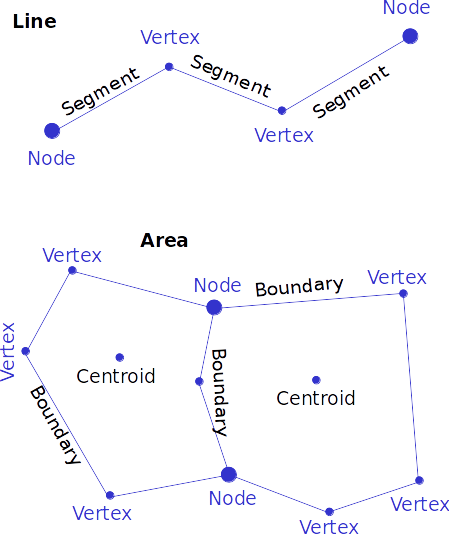 Line
Node
Vertex
Segment
Segment
Segment
Vertex
Node
Area
Vertex
Node
Boundary
Vertex
Vertex
Boundary
Centroid
Centroid
Boundary
Node
Vertex
Vertex
Vertex